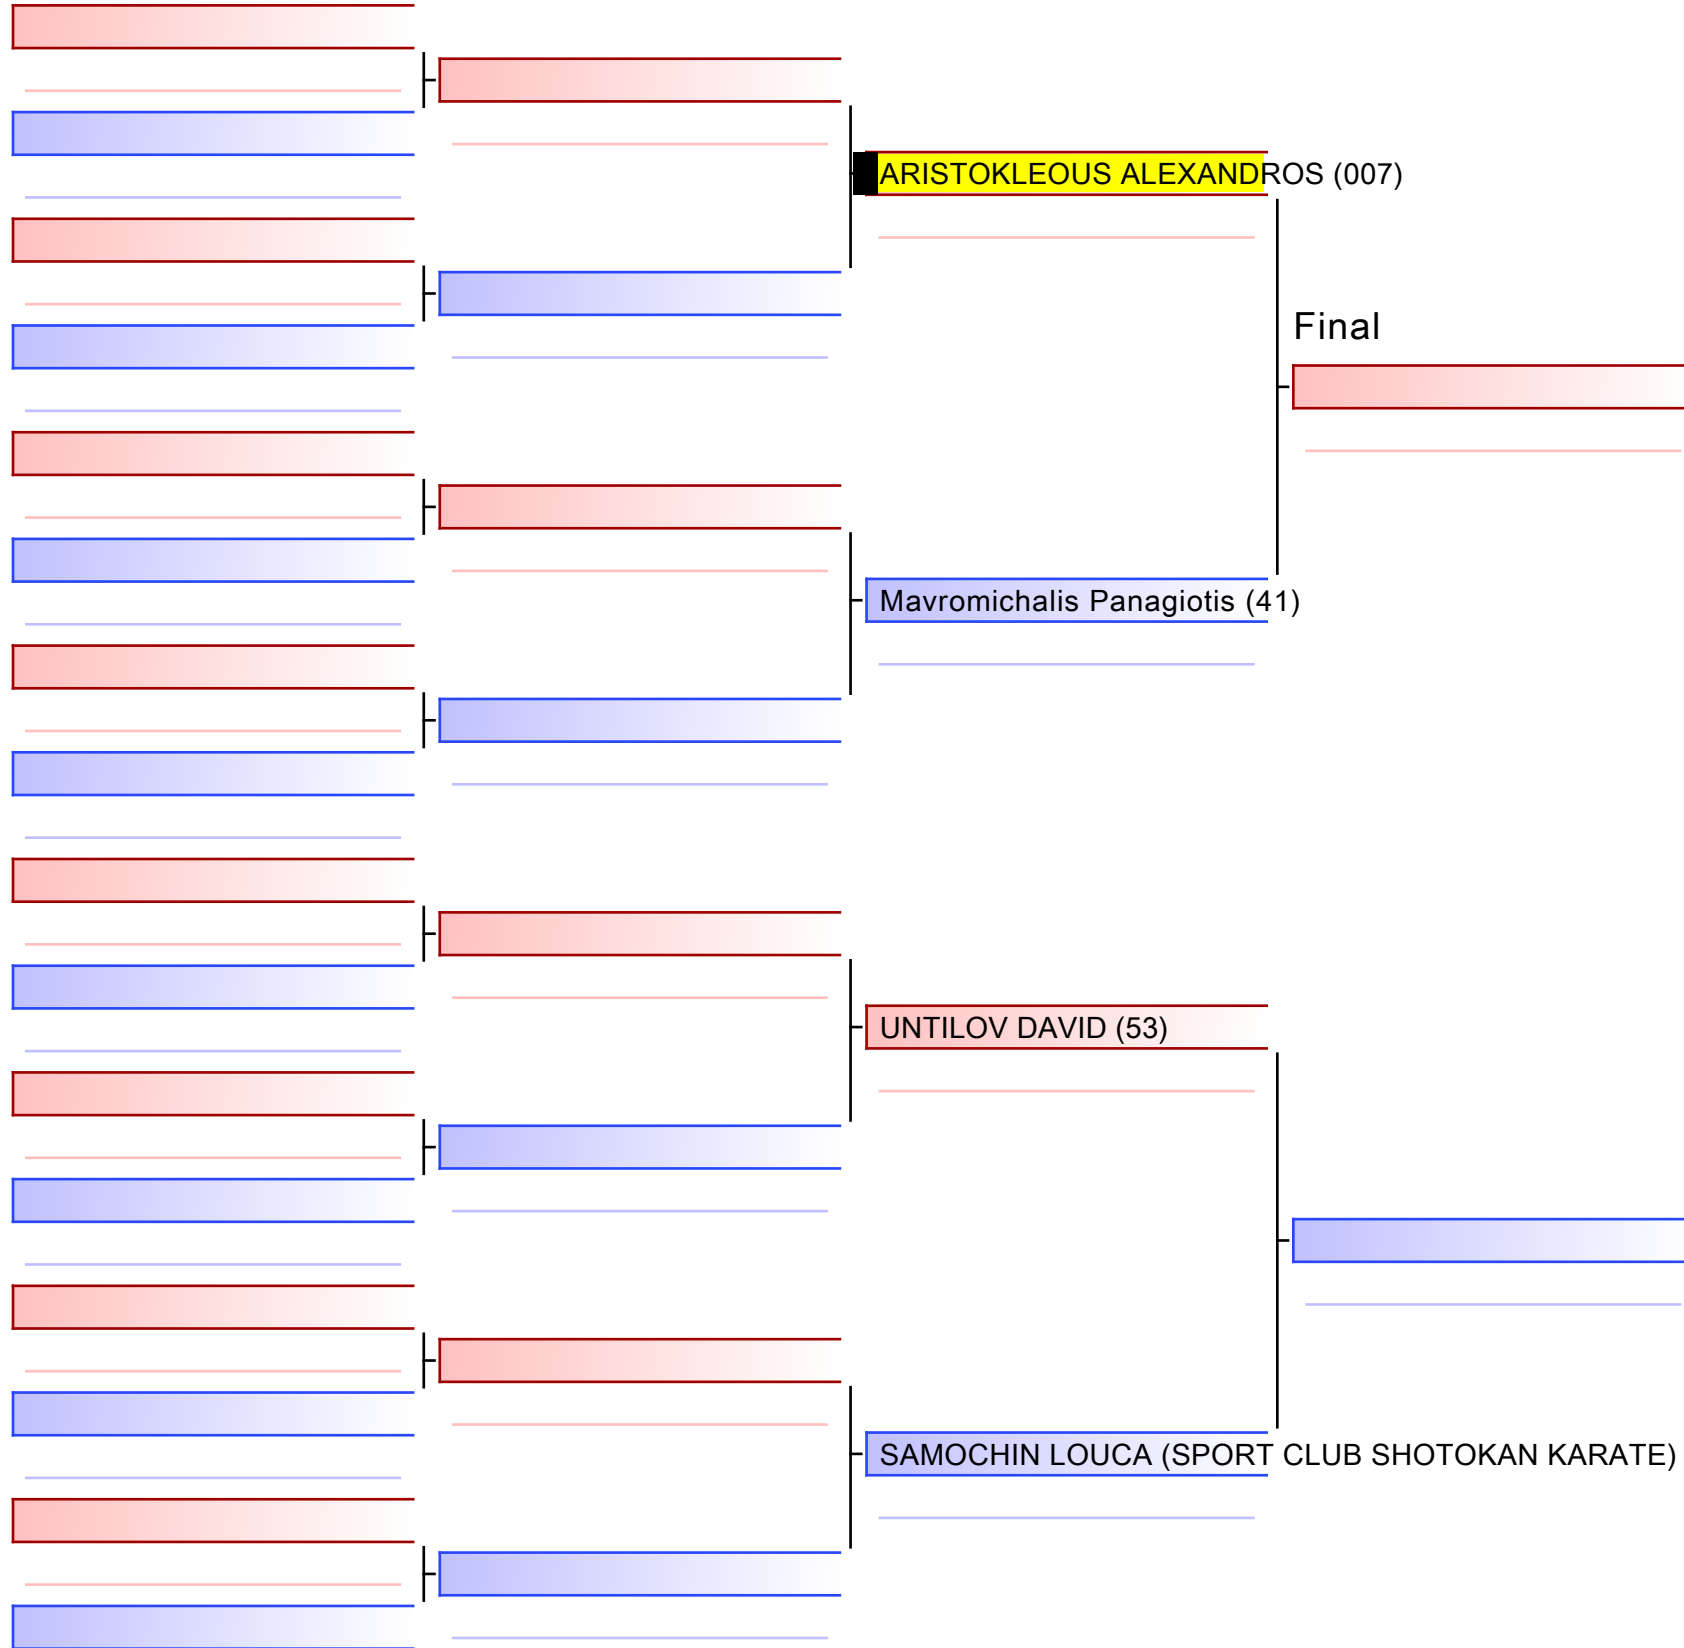 ARISTOKLEOUS ALEXANDROS (007)
Final
Mavromichalis Panagiotis (41)
UNTILOV DAVID (53)
SAMOCHIN LOUCA (SPORT CLUB SHOTOKAN KARATE)